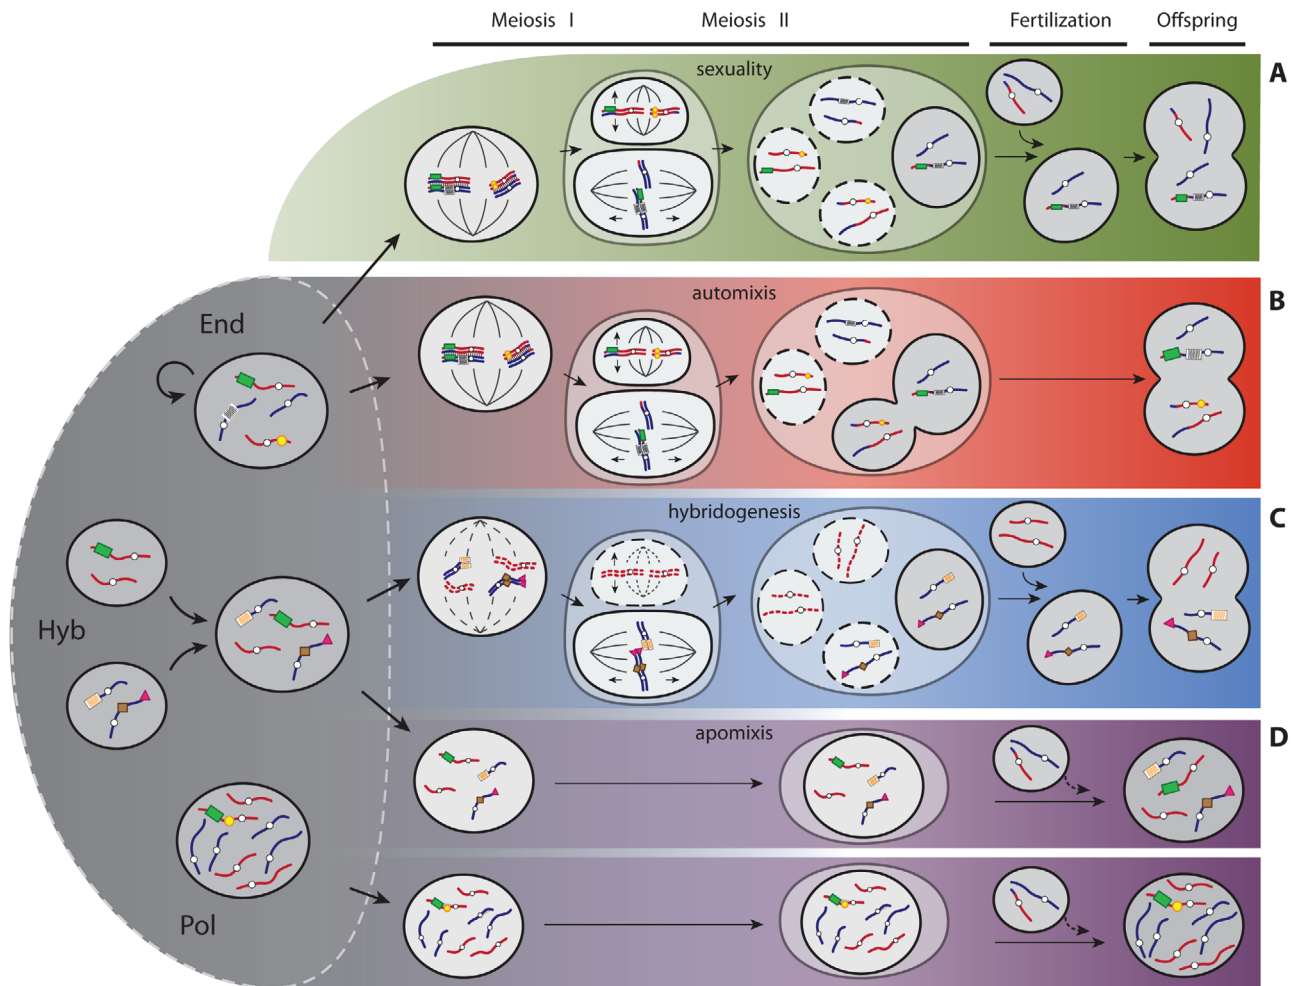 Meiosis I
Meiosis II
Fertilization
Offspring
sexuality
A
automixis
B
End
hybridogenesis
C
Hyb
apomixis
D
Pol